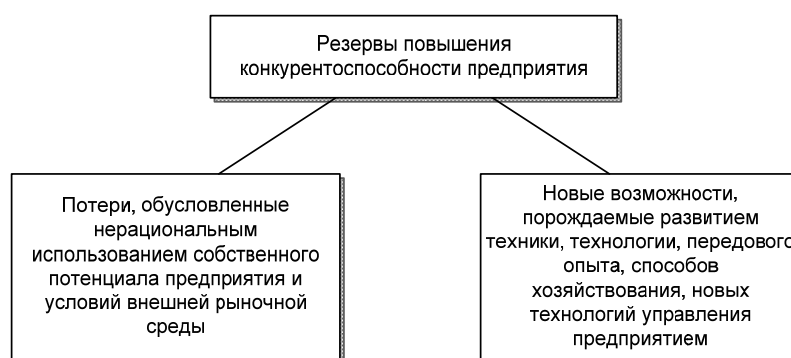 Резервы повышения
конкурентоспособности предприятия
Потери, обусловленные
нерациональным
использованием собственного
потенциала предприятия и
условий внешней рыночной
среды
Новые возможности,
порождаемые развитием
техники, технологии, передового
опыта, способов
хозяйствования, новых
технологий управления
предприятием